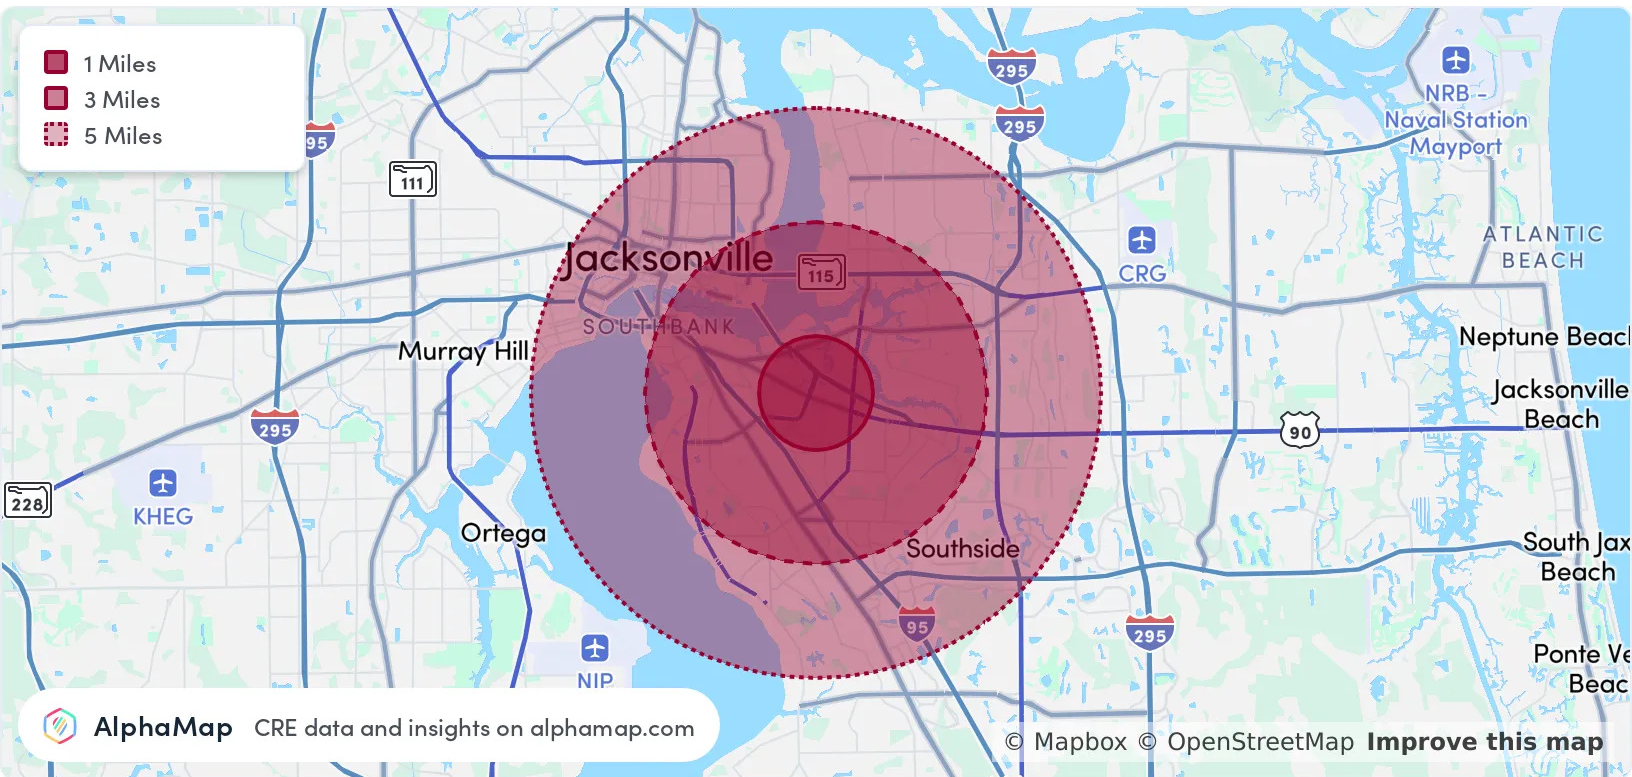 1 Miles
3 Miles
5 Miles
295
295
95
111
NRB –
Naval Station
Mayport
ATLANTIC
BEACH
CRG
Jacksonville
115
SOUTHBANK
Murray Hill
Neptune Beac
Jacksonville
Beach
295
90
228
KHEG
Ortega
Southside
South Jax
Beach
95
295
NIP
Ponte Ve
Beac
AlphaMap CRE data and insights on alphamap.com
© Mapbox © OpenStreetMap Improve this map